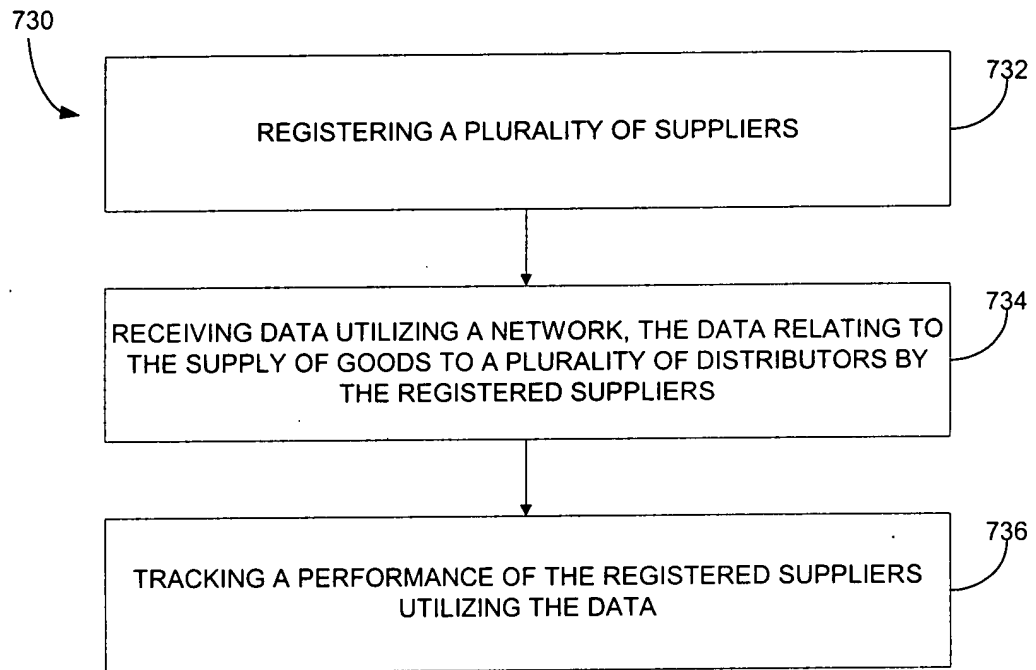 730
732
REGISTERING A PLURALITY OF SUPPLIERS
734
RECEIVING DATA UTILIZING A NETWORK, THE DATA RELATING TO
THE SUPPLY OF GOODS TO A PLURALITY OF DISTRIBUTORS BY
THE REGISTERED SUPPLIERS
736
TRACKING A PERFORMANCE OF THE REGISTERED SUPPLIERS
UTILIZING THE DATA